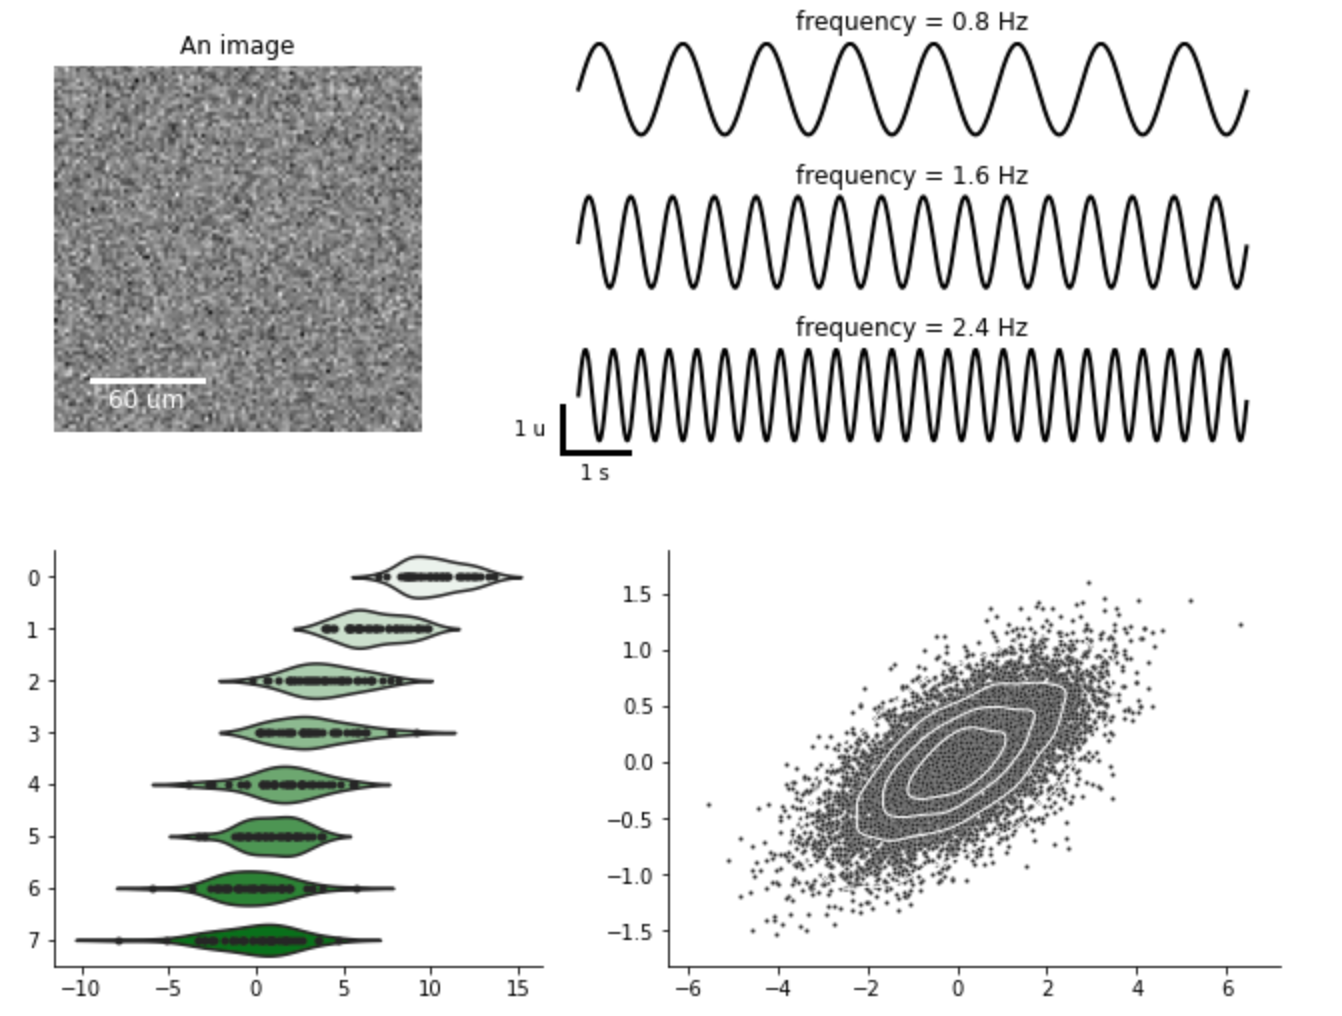 An image
60 um
frequency = 0.8 Hz
frequency = 1.6 Hz
frequency = 2.4 Hz
1 u
1 s
0
1
2
3
4
5
6
7
−10 −5 0 5 10 15
1.5
1.0
0.5
0.0
−0.5
−1.0
−1.5
−6 −4 −2 0 2 4 6